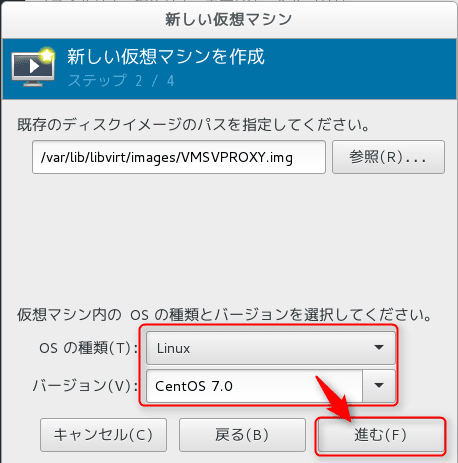 新しい仮想マシン
新しい仮想マシンを作成
ステップ 2 / 4
既存のディスクイメージのパスを指定してください。
/var/lib/libvirt/images/VMSVPROXY.img 参照(R)...
仮想マシン内の OS の種類とバージョンを選択してください。
OS の種類(T): Linux
バージョン(V): CentOS 7.0
キャンセル(C) 戻る(B) 進む(F)